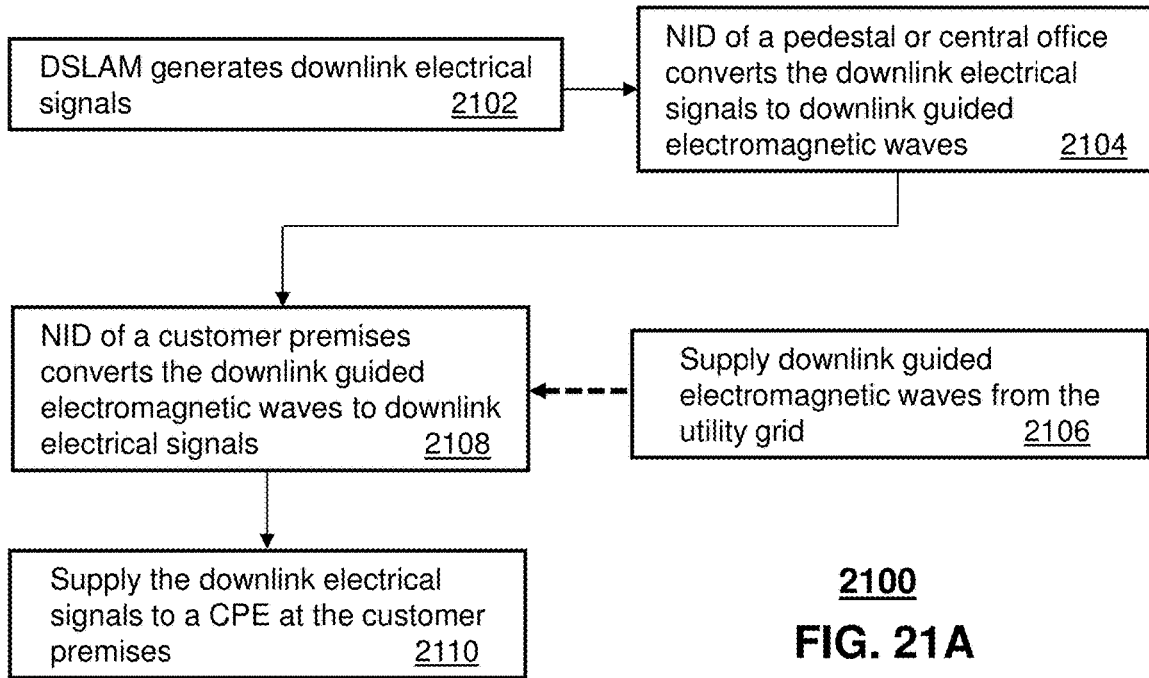 DSLAM generates downlink electrical
signals 2102
NID of a pedestal or central office
converts the downlink electrical
signals to downlink guided
electromagnetic waves 2104
NID of a customer premises
converts the downlink guided
electromagnetic waves to downlink
electrical signals 2108
Supply downlink guided
electromagnetic waves from the
utility grid 2106
Supply the downlink electrical
signals to a CPE at the customer
premises 2110
2100
FIG. 21A